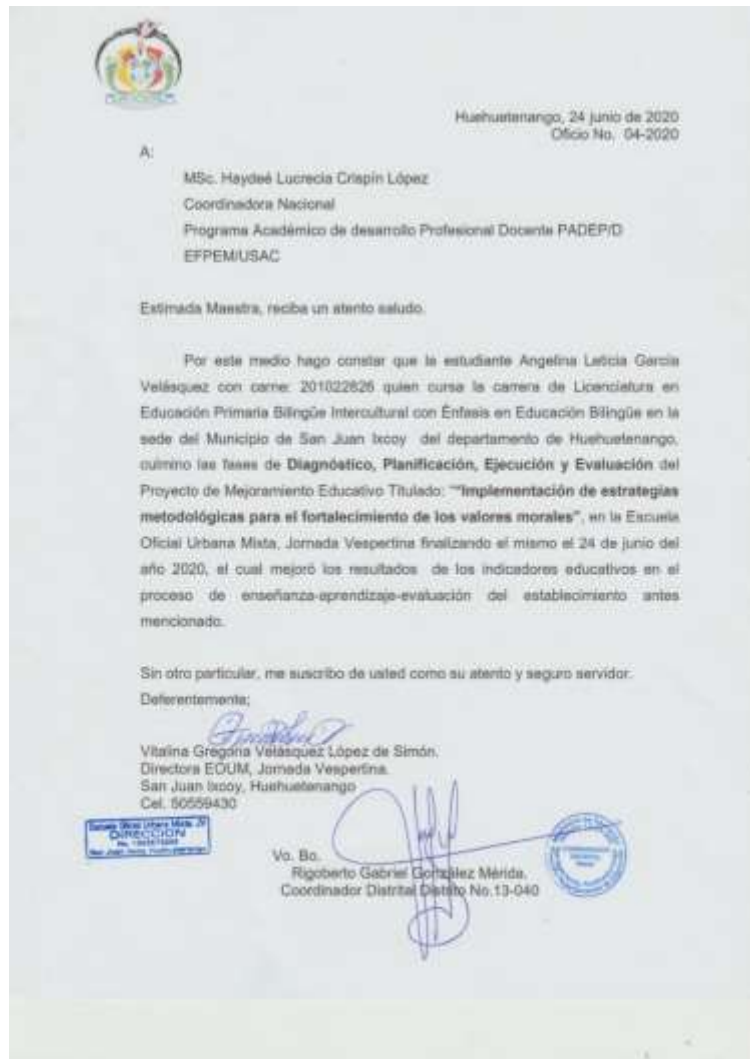 Huehuetenango, 24 junio de 2020
Oficio No. 04-2020
A:
MSc. Haydeé Lucrecia Crispín López
Coordinadora Nacional
Programa Académico de desarrollo Profesional Docente PADEP/D
EFPEM/USAC
Estimada Maestra, reciba un atento saludo.
Por este medio hago constar que la estudiante Angelina Leticia García
Velásquez con carne: 201022826 quien cursa la carrera de Licenciatura en
Educación Primaria Bilingüe Intercultural con Énfasis en Educación Bilingüe en la
sede del Municipio de San Juan Ixcoy del departamento de Huehuetenango,
culmino las fases de Diagnóstico, Planificación, Ejecución y Evaluación del
Proyecto de Mejoramiento Educativo Titulado: "“Implementación de estrategias
metodológicas para el fortalecimiento de los valores morales”, en la Escuela
Oficial Urbana Mixta, Jornada Vespertina finalizando el mismo el 24 de junio del
año 2020, el cual mejoró los resultados de los indicadores educativos en el
proceso de enseñanza-aprendizaje-evaluación del establecimiento antes
mencionado.
Sin otro particular, me suscribo de usted como su atento y seguro servidor.
Deferentemente;
Vitalina Gregoria Velásquez López de Simón.
Directora EOUM, Jornada Vespertina.
San Juan Ixcoy, Huehuetenango
Cel. 50559430
Escuela Oficial Urbana Mixta, JV
DIRECCION
Vo. Bo.
Rigoberto Gabriel González Mérida.
Coordinador Distrital Distrito No.13-040